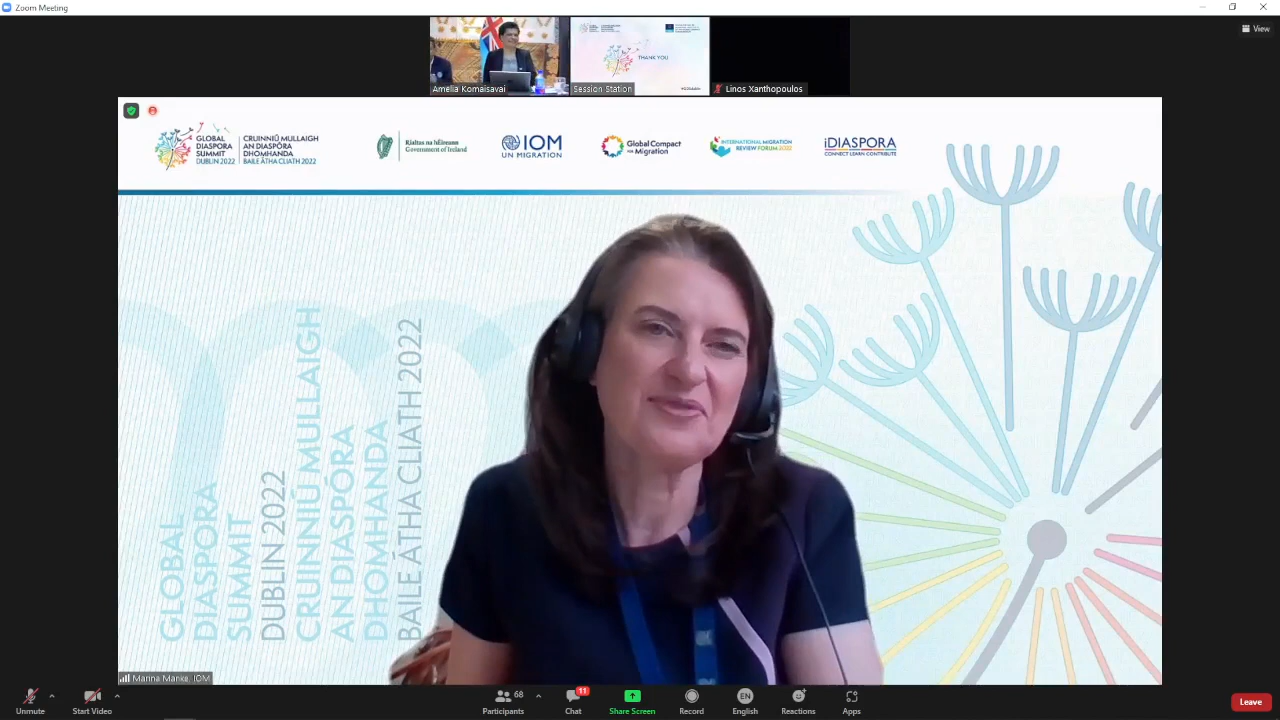 Zoom Meeting
View
Amelia Komaisavai
THANK YOU
Session Station
Linos Xanthopoulos
GLOBAL
DIASPORA
SUMMIT
DUBLIN 2022
CRUINNIÚ MULLAIGH
AN DIASPÓRA
DHOMHANDA
BAILE ÁTHA CLIATH 2022
Rialtas na hÉireann
Government of Ireland
IOM
UN MIGRATION
Global Compact
FOR Migration
INTERNATIONAL MIGRATION
REVIEW FORUM 2022
iDIASPORA
CONNECT LEARN CONTRIBUTE
GLOBAL
DIASPORA
SUMMIT
DUBLIN 2022
CRUINNIÚ MULLAIGH
AN DIASPÓRA
DHOMHANDA
BAILE ÁTHA CLIATH 2022
Marina Manke, IOM
Unmute
Start Video
68
Participants
11
Chat
Share Screen
Record
EN
English
Reactions
Apps
Leave